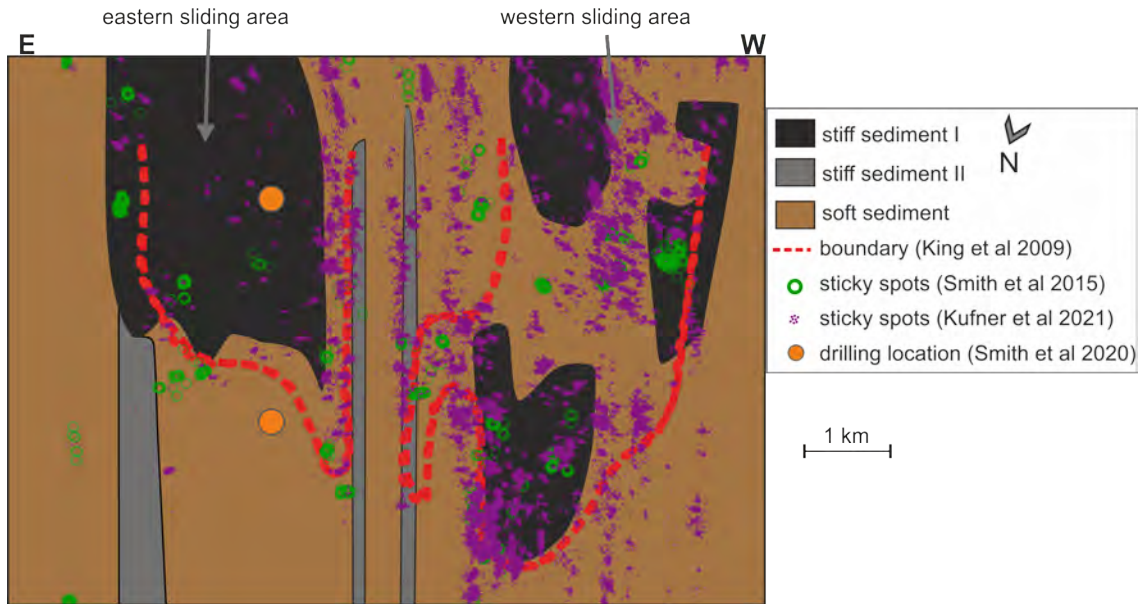 eastern sliding area
western sliding area
E
W
stiff sediment I
N
stiff sediment II
soft sediment
boundary (King et al 2009)
sticky spots (Smith et al 2015)
sticky spots (Kufner et al 2021)
drilling location (Smith et al 2020)
1 km